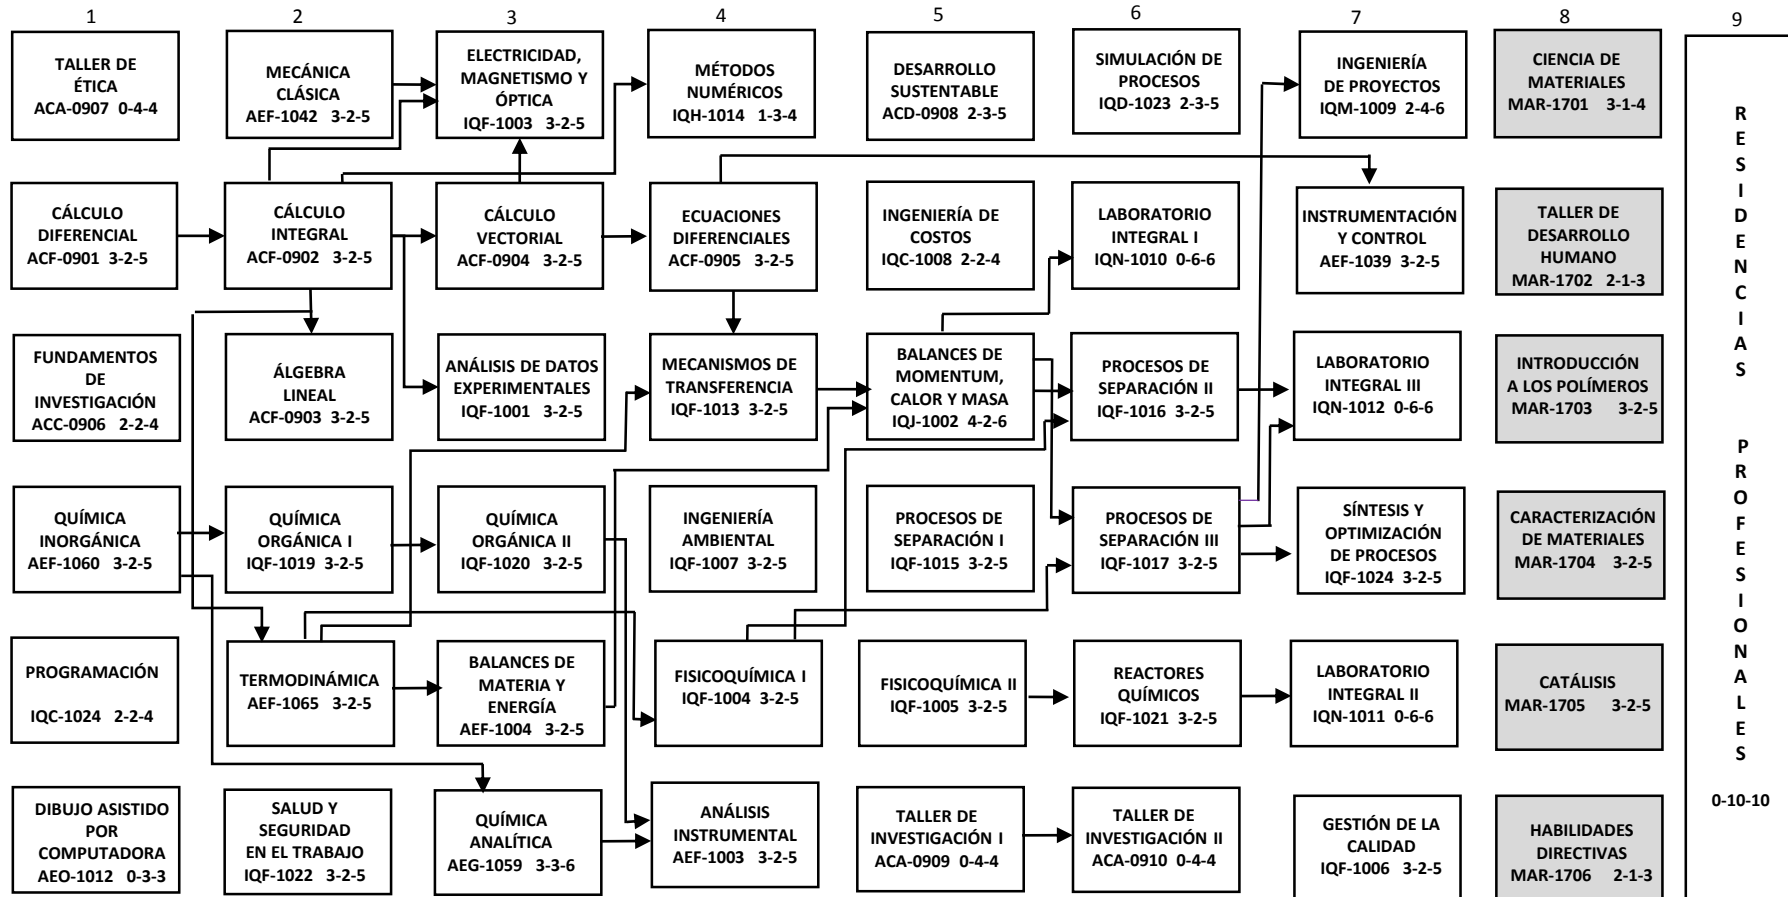 1
2
3
4
5
6
7
8
9
TALLER DE
ÉTICA
ACA-0907 0-4-4
MECÁNICA
CLÁSICA
AEF-1042 3-2-5
ELECTRICIDAD,
MAGNETISMO Y
ÓPTICA
IQF-1003 3-2-5
MÉTODOS
NUMÉRICOS
IQH-1014 1-3-4
DESARROLLO
SUSTENTABLE
ACD-0908 2-3-5
SIMULACIÓN DE
PROCESOS
IQD-1023 2-3-5
INGENIERÍA
DE PROYECTOS
IQM-1009 2-4-6
CIENCIA DE
MATERIALES
MAR-1701 3-1-4
CÁLCULO
DIFERENCIAL
ACF-0901 3-2-5
CÁLCULO
INTEGRAL
ACF-0902 3-2-5
CÁLCULO
VECTORIAL
ACF-0904 3-2-5
ECUACIONES
DIFERENCIALES
ACF-0905 3-2-5
INGENIERÍA DE
COSTOS
IQC-1008 2-2-4
LABORATORIO
INTEGRAL I
IQN-1010 0-6-6
INSTRUMENTACIÓN
Y CONTROL
AEF-1039 3-2-5
TALLER DE
DESARROLLO
HUMANO
MAR-1702 2-1-3
FUNDAMENTOS
DE
INVESTIGACIÓN
ACC-0906 2-2-4
ÁLGEBRA
LINEAL
ACF-0903 3-2-5
ANÁLISIS DE DATOS
EXPERIMENTALES
IQF-1001 3-2-5
MECANISMOS DE
TRANSFERENCIA
IQF-1013 3-2-5
BALANCES DE
MOMENTUM,
CALOR Y MASA
IQJ-1002 4-2-6
PROCESOS DE
SEPARACIÓN II
IQF-1016 3-2-5
LABORATORIO
INTEGRAL III
IQN-1012 0-6-6
INTRODUCCIÓN
A LOS POLÍMEROS
MAR-1703 3-2-5
QUÍMICA
INORGÁNICA
AEF-1060 3-2-5
QUÍMICA
ORGÁNICA I
IQF-1019 3-2-5
QUÍMICA
ORGÁNICA II
IQF-1020 3-2-5
INGENIERÍA
AMBIENTAL
IQF-1007 3-2-5
PROCESOS DE
SEPARACIÓN I
IQF-1015 3-2-5
PROCESOS DE
SEPARACIÓN III
IQF-1017 3-2-5
SÍNTESIS Y
OPTIMIZACIÓN
DE PROCESOS
IQF-1024 3-2-5
CARACTERIZACIÓN
DE MATERIALES
MAR-1704 3-2-5
PROGRAMACIÓN
IQC-1024 2-2-4
TERMODINÁMICA
AEF-1065 3-2-5
BALANCES DE
MATERIA Y
ENERGÍA
AEF-1004 3-2-5
FISICOQUÍMICA I
IQF-1004 3-2-5
FISICOQUÍMICA II
IQF-1005 3-2-5
REACTORES
QUÍMICOS
IQF-1021 3-2-5
LABORATORIO
INTEGRAL II
IQN-1011 0-6-6
CATÁLISIS
MAR-1705 3-2-5
DIBUJO ASISTIDO
POR
COMPUTADORA
AEO-1012 0-3-3
SALUD Y
SEGURIDAD
EN EL TRABAJO
IQF-1022 3-2-5
QUÍMICA
ANALÍTICA
AEG-1059 3-3-6
ANÁLISIS
INSTRUMENTAL
AEF-1003 3-2-5
TALLER DE
INVESTIGACIÓN I
ACA-0909 0-4-4
TALLER DE
INVESTIGACIÓN II
ACA-0910 0-4-4
GESTIÓN DE LA
CALIDAD
IQF-1006 3-2-5
HABILIDADES
DIRECTIVAS
MAR-1706 2-1-3
RESIDENCIAS PROFESIONALES
0-10-10